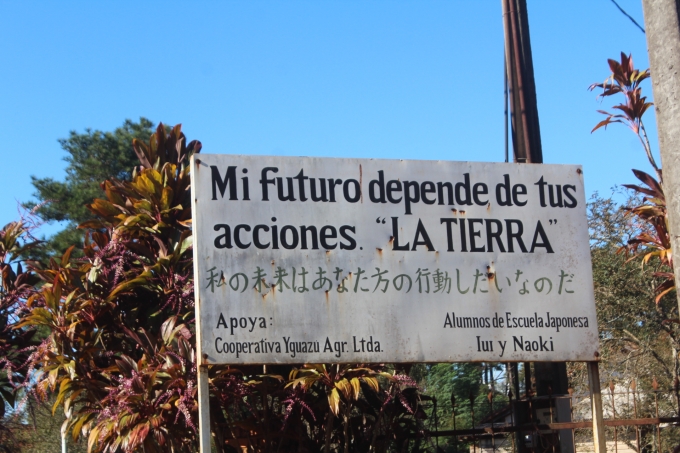 Mi futuro depende de tus
acciones. "LA TIERRA"
私の未来はあなた方の行動したいなのだ
Apoya:
Cooperativa Yguazu Agr. Ltda.
Alumnos de Escuela Japonesa
Iui y Naoki